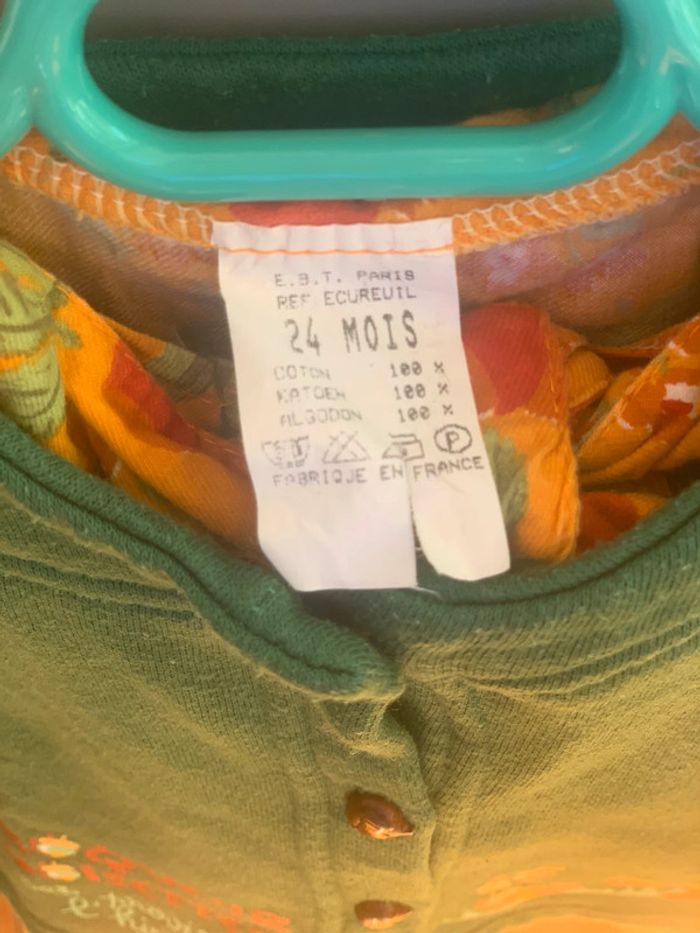 E.B.T. PARIS
REF ECUREUIL
24 MOIS
COTON 100 %
KATOEN 100 %
ALGODON 100 %
P
FABRIQUE EN FRANCE